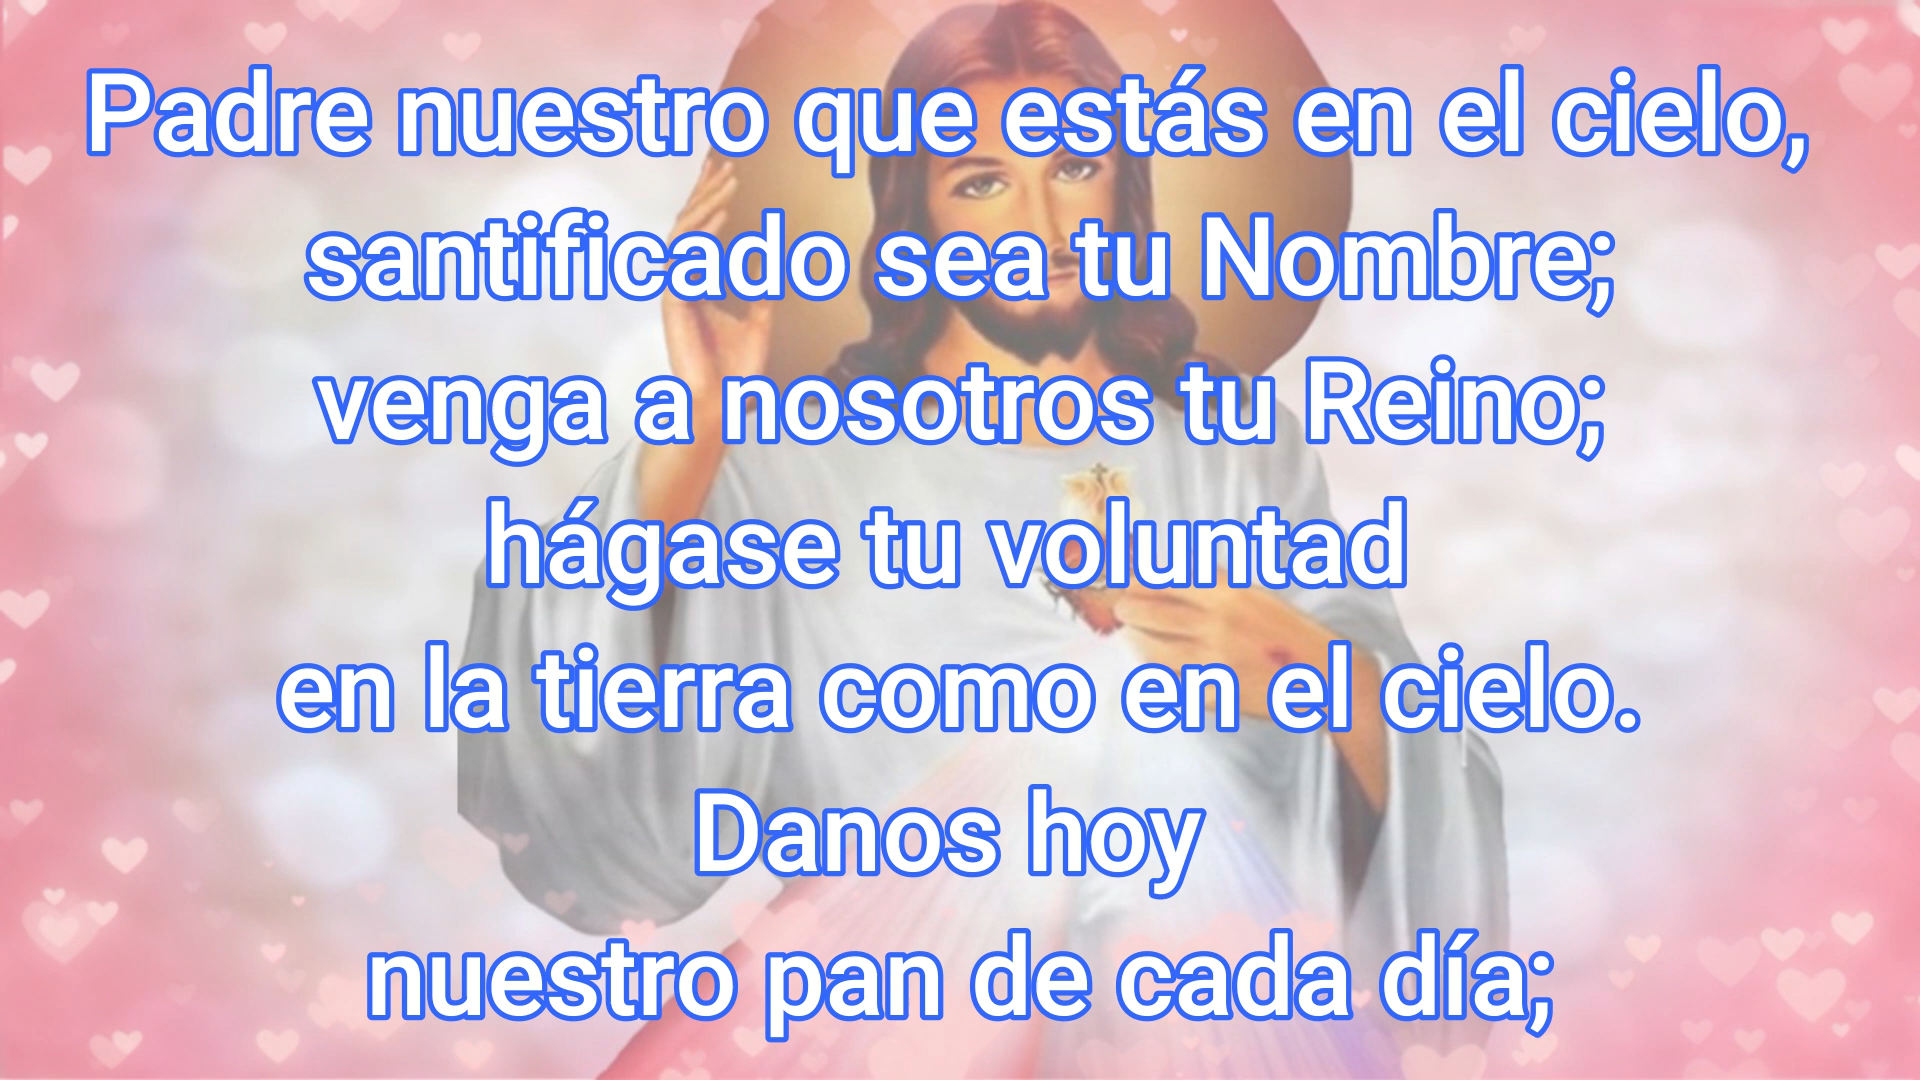 Padre nuestro que estás en el cielo,
santificado sea tu Nombre;
venga a nosotros tu Reino;
hágase tu voluntad
en la tierra como en el cielo.
Danos hoy
nuestro pan de cada día;